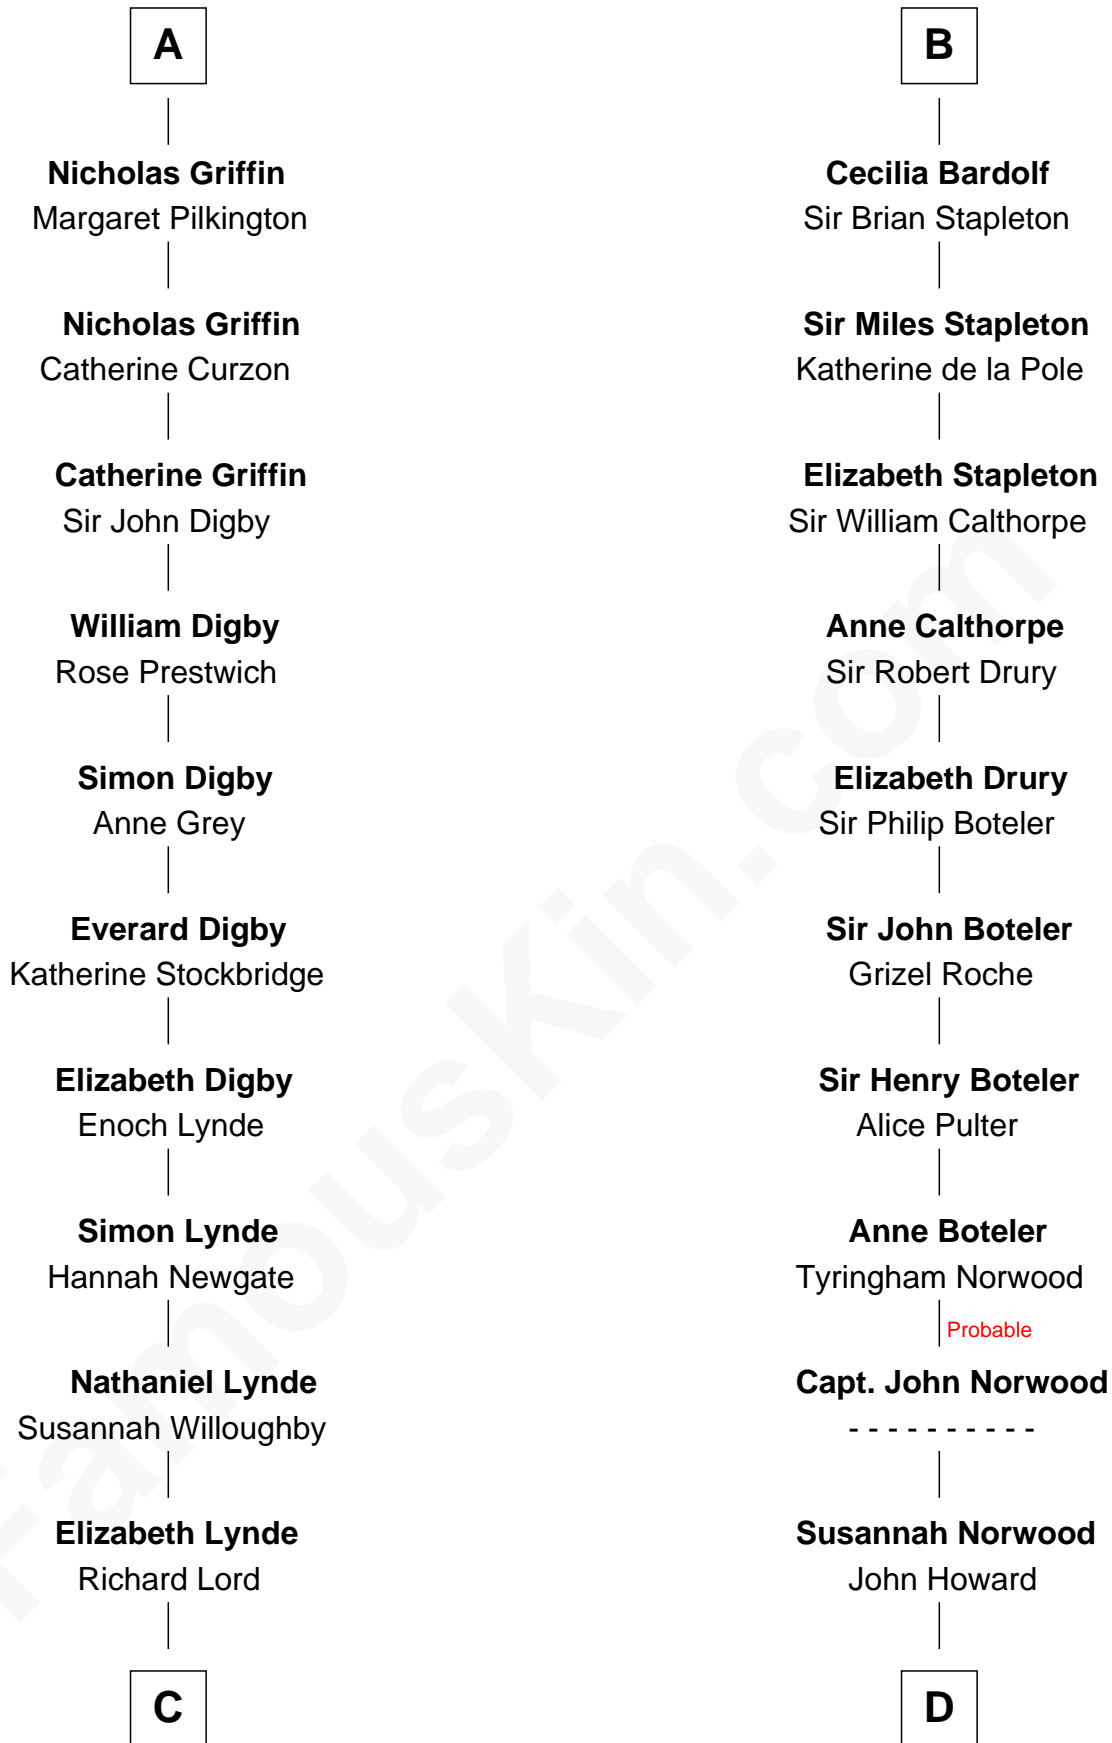 A
Nicholas Griffin
Margaret Pilkington
Nicholas Griffin
Catherine Curzon
Catherine Griffin
Sir John Digby
William Digby
Rose Prestwich
Simon Digby
Anne Grey
Everard Digby
Katherine Stockbridge
Elizabeth Digby
Enoch Lynde
Simon Lynde
Hannah Newgate
Nathaniel Lynde
Susannah Willoughby
Elizabeth Lynde
Richard Lord
C
B
Cecilia Bardolf
Sir Brian Stapleton
Sir Miles Stapleton
Katherine de la Pole
Elizabeth Stapleton
Sir William Calthorpe
Anne Calthorpe
Sir Robert Drury
Elizabeth Drury
Sir Philip Boteler
Sir John Boteler
Grizel Roche
Sir Henry Boteler
Alice Pulter
Anne Boteler
Tyringham Norwood
Probable
Capt. John Norwood
- - - - - - - - - -
Susannah Norwood
John Howard
D
FamousKin.com